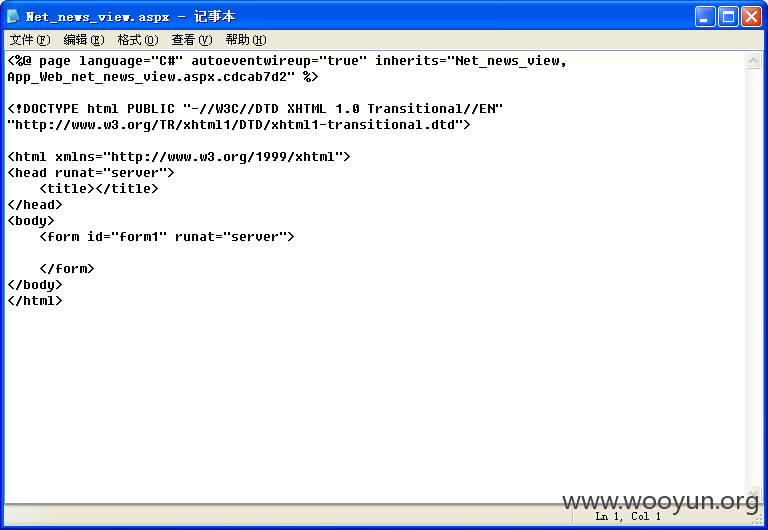 Net_news_view.aspx - 记事本
文件(F) 编辑(E) 格式(O) 查看(V) 帮助(H)
<%@ page language="C#" autoeventwireup="true" inherits="Net_news_view,
App_Web_net_news_view.aspx.cdcab7d2" %>
<!DOCTYPE html PUBLIC "-//W3C//DTD XHTML 1.0 Transitional//EN"
"http://www.w3.org/TR/xhtml1/DTD/xhtml1-transitional.dtd">
<html xmlns="http://www.w3.org/1999/xhtml">
<head runat="server">
    <title></title>
</head>
<body>
    <form id="form1" runat="server">
    </form>
</body>
</html>
www.wooyun.org
Ln 1, Col 1